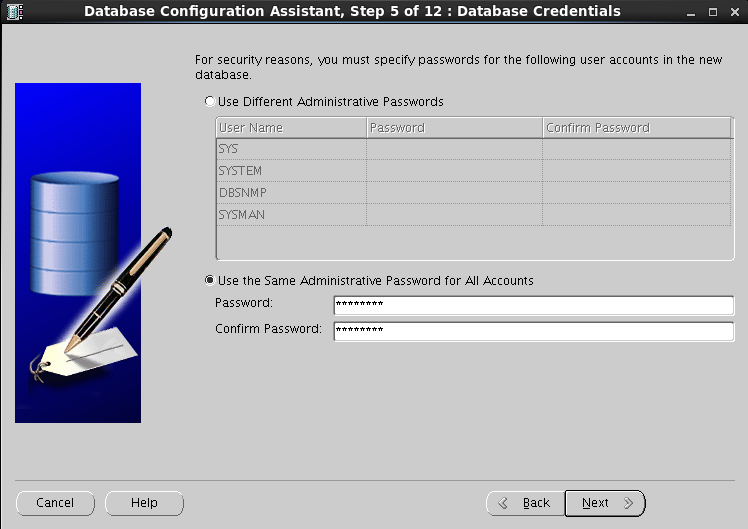 Database Configuration Assistant, Step 5 of 12 : Database Credentials
For security reasons, you must specify passwords for the following user accounts in the new
database.
Use Different Administrative Passwords
User Name Password Confirm Password
SYS
SYSTEM
DBSNMP
SYSMAN
Use the Same Administrative Password for All Accounts
Password: ********
Confirm Password: ********
Cancel Help Back Next